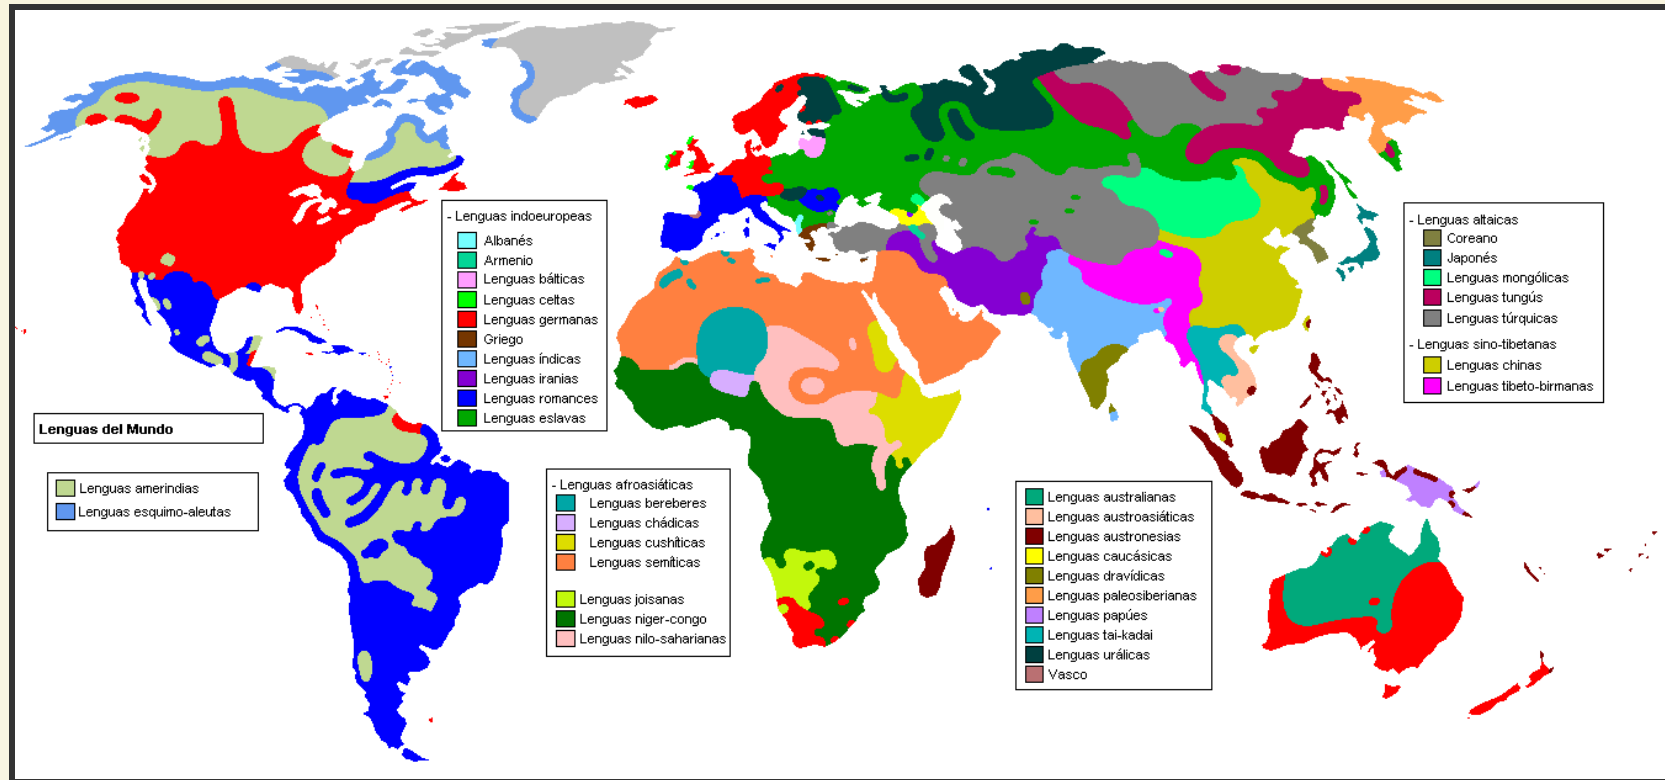 - Lenguas indoeuropeas
Albanés
Armenio
Lenguas bálticas
Lenguas celtas
Lenguas germanas
Griego
Lenguas índicas
Lenguas iranias
Lenguas romances
Lenguas eslavas
- Lenguas altaicas
Coreano
Japonés
Lenguas mongólicas
Lenguas tungús
Lenguas túrquicas
- Lenguas sino-tibetanas
Lenguas chinas
Lenguas tibeto-birmanas
Lenguas del Mundo
Lenguas amerindias
Lenguas esquimo-aleutas
- Lenguas afroasiáticas
Lenguas bereberes
Lenguas chádicas
Lenguas cushíticas
Lenguas semíticas
Lenguas joisanas
Lenguas niger-congo
Lenguas nilo-saharianas
Lenguas australianas
Lenguas austroasiáticas
Lenguas austronesias
Lenguas caucásicas
Lenguas dravídicas
Lenguas paleosiberianas
Lenguas papúes
Lenguas tai-kadai
Lenguas urálicas
Vasco